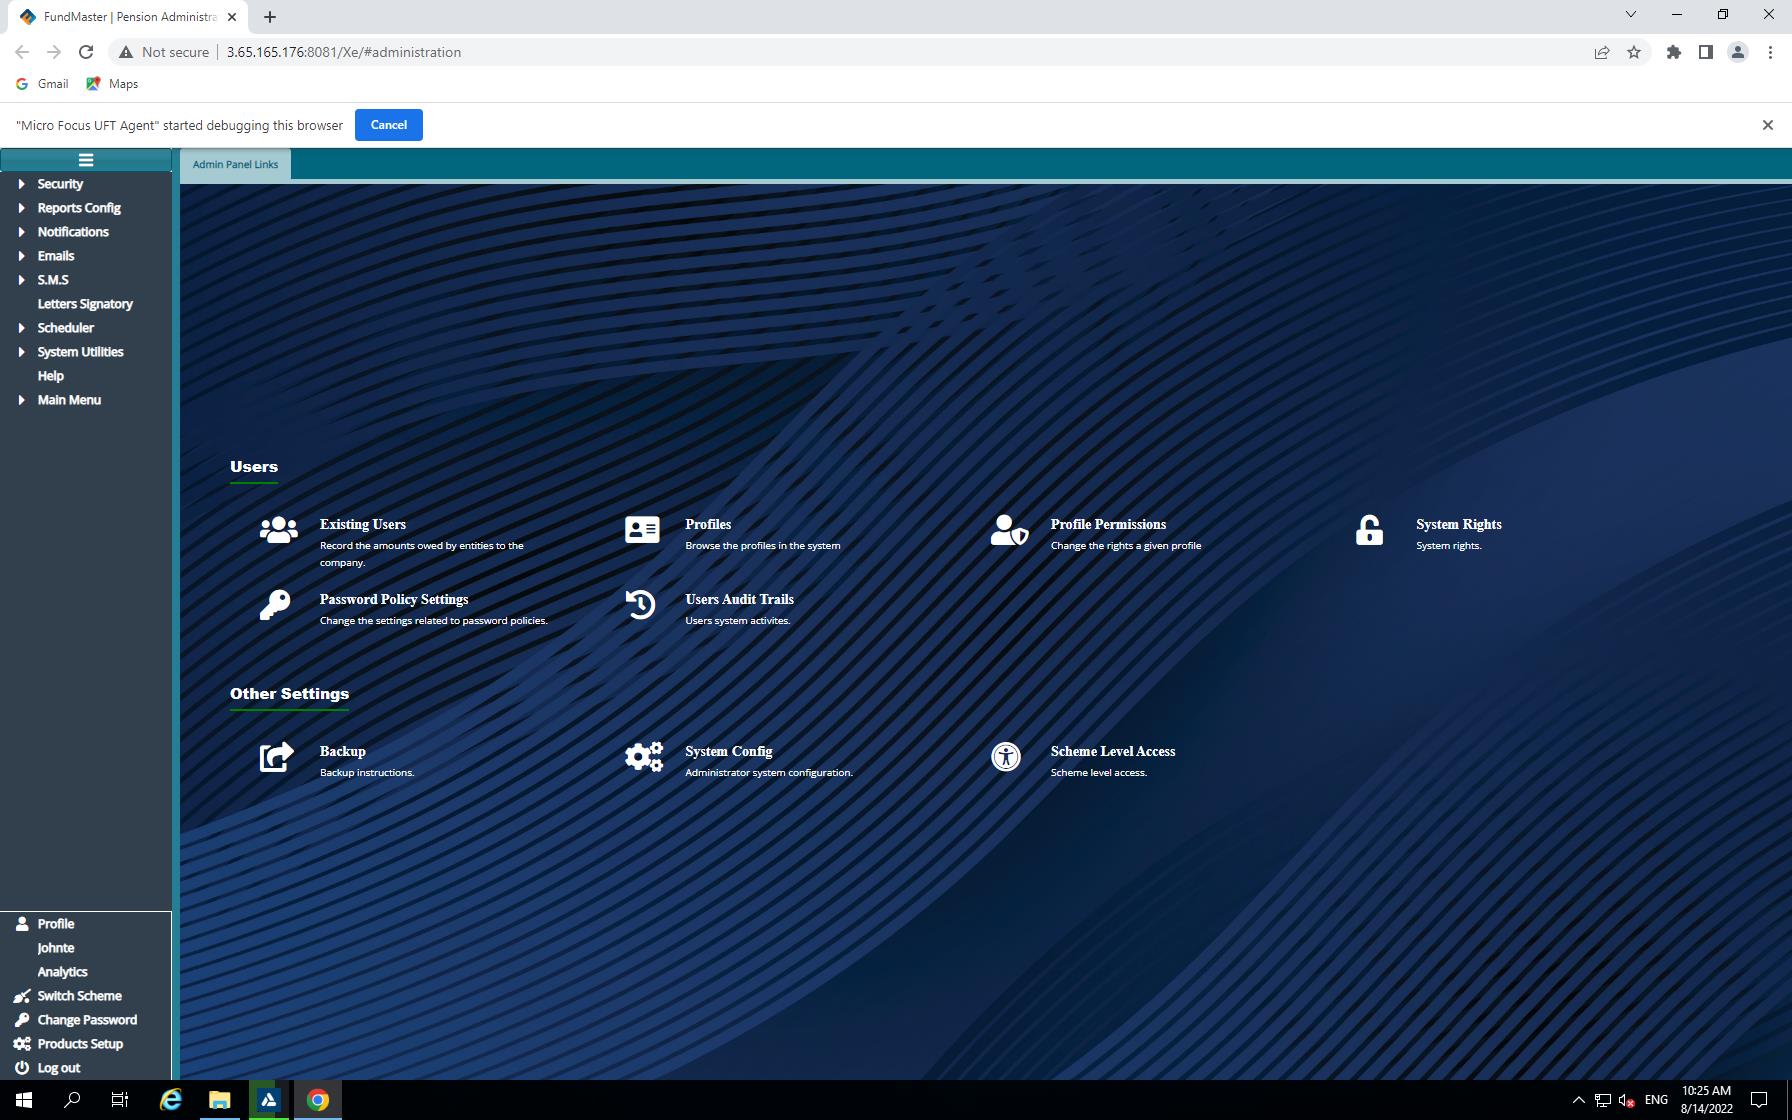 FundMaster | Pension Administra
Not secure
3.65.165.176:8081/Xe/#administration
Gmail
Maps
"Micro Focus UFT Agent" started debugging this browser
Cancel
Admin Panel Links
Security
Reports Config
Notifications
Emails
S.M.S
Letters Signatory
Scheduler
System Utilities
Help
Main Menu
Users
Existing Users
Record the amounts owed by entities to the
company.
Profiles
Browse the profiles in the system
Profile Permissions
Change the rights a given profile
System Rights
System rights.
Password Policy Settings
Change the settings related to password policies.
Users Audit Trails
Users system activites.
Other Settings
Backup
Backup instructions.
System Config
Administrator system configuration.
Scheme Level Access
Scheme level access.
Profile
Johnte
Analytics
Switch Scheme
Change Password
Products Setup
Log out
ENG
10:25 AM
8/14/2022